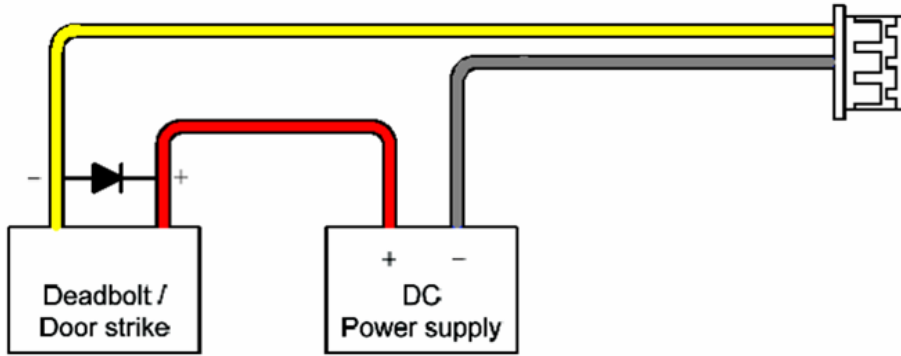 − +
+ −
Deadbolt /
Door strike
DC
Power supply